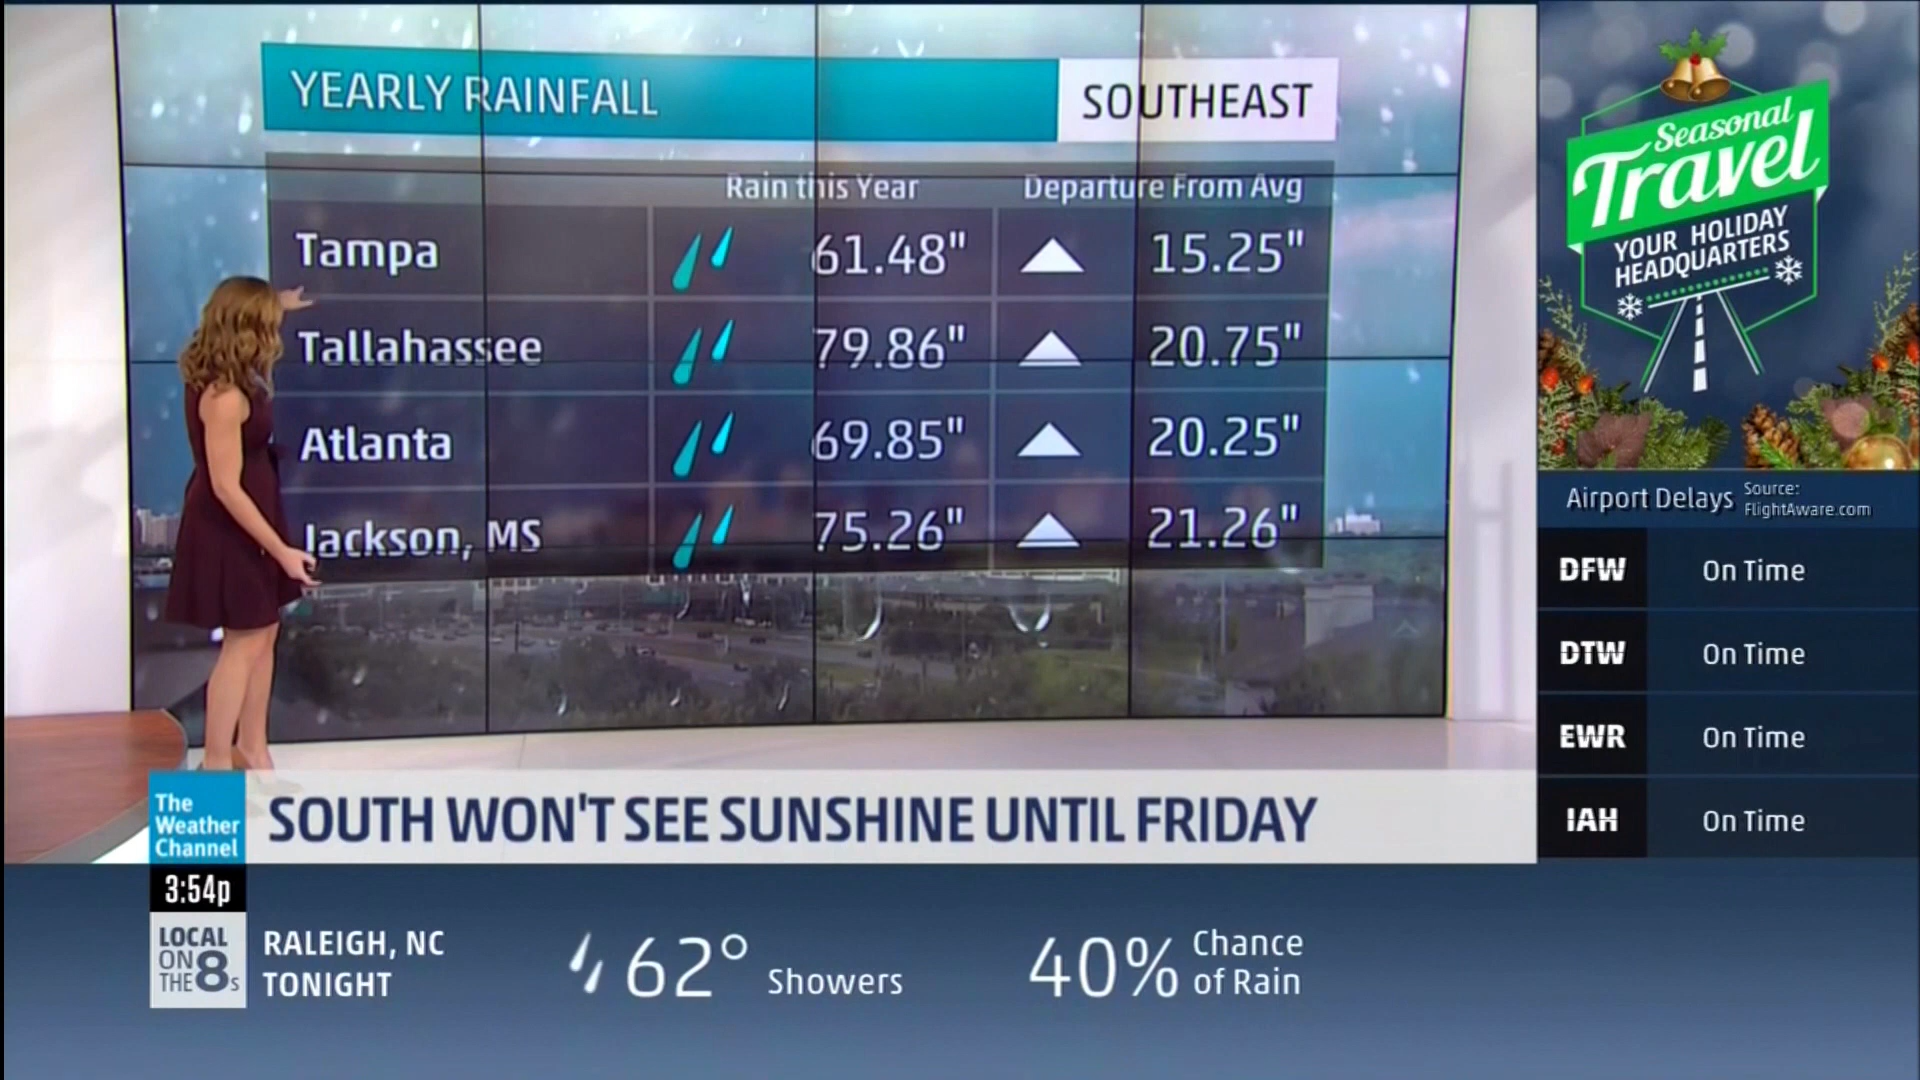 YEARLY RAINFALL
SOUTHEAST
Rain this Year Departure From Avg
Tampa 61.48" 15.25"
Tallahassee 79.86" 20.75"
Atlanta 69.85" 20.25"
Jackson, MS 75.26" 21.26"
Seasonal
Travel
YOUR HOLIDAY
HEADQUARTERS
Airport Delays
Source:
FlightAware.com
DFW On Time
DTW On Time
EWR On Time
IAH On Time
The
Weather
Channel
SOUTH WON'T SEE SUNSHINE UNTIL FRIDAY
3:54p
LOCAL
ON
THE 8s
RALEIGH, NC
TONIGHT
62° Showers
40% Chance
of Rain